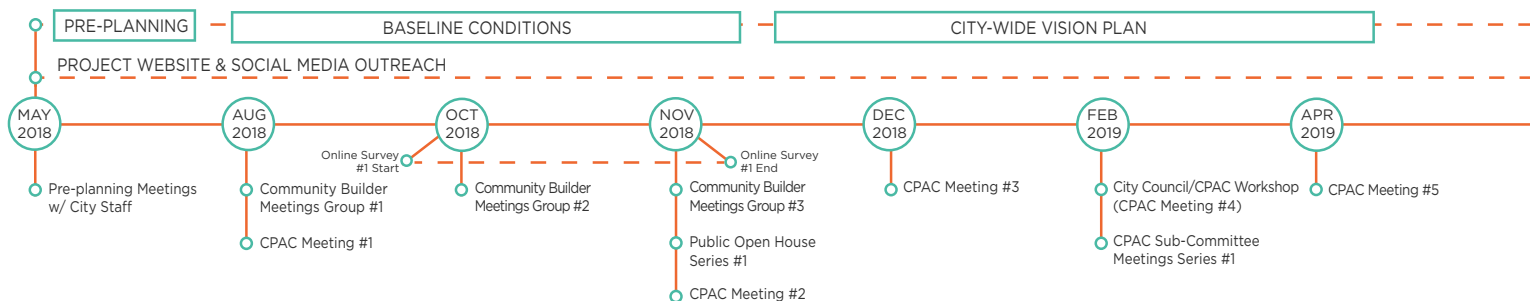 PRE-PLANNING
BASELINE CONDITIONS
CITY-WIDE VISION PLAN
PROJECT WEBSITE & SOCIAL MEDIA OUTREACH
MAY
2018
AUG
2018
OCT
2018
NOV
2018
DEC
2018
FEB
2019
APR
2019
Online Survey
#1 Start
Online Survey
#1 End
Pre-planning Meetings
w/ City Staff
Community Builder
Meetings Group #1
CPAC Meeting #1
Community Builder
Meetings Group #2
Community Builder
Meetings Group #3
Public Open House
Series #1
CPAC Meeting #2
CPAC Meeting #3
City Council/CPAC Workshop
(CPAC Meeting #4)
CPAC Sub-Committee
Meetings Series #1
CPAC Meeting #5